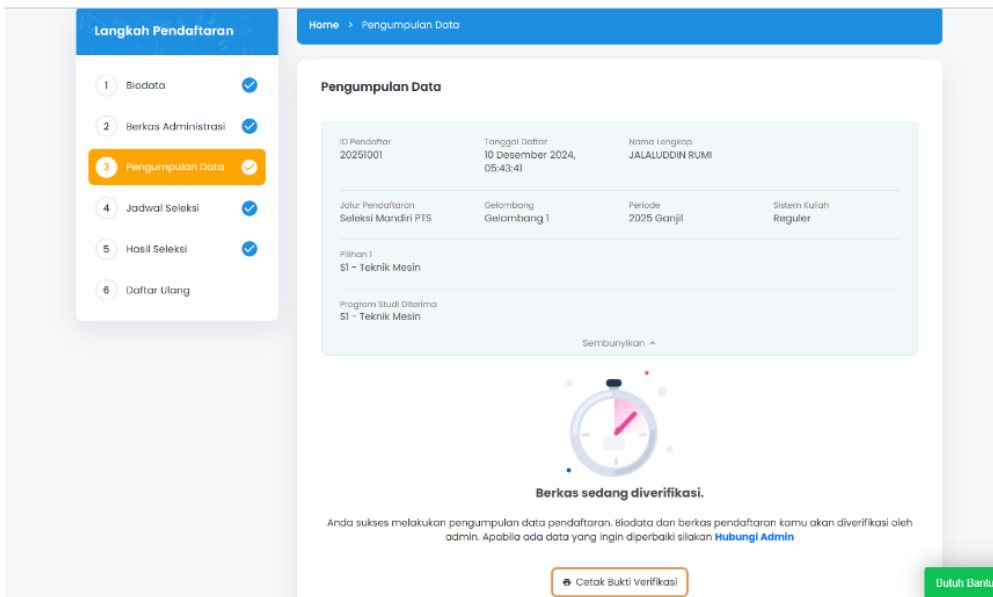 Langkah Pendaftaran
1 Biodata
2 Berkas Administrasi
3 Pengumpulan Data
4 Jadwal Seleksi
5 Hasil Seleksi
6 Daftar Ulang
Home > Pengumpulan Data
Pengumpulan Data
ID Pendaftar
20251001
Tanggal Daftar
10 Desember 2024,
05:43:41
Nama Lengkap
JALALUDDIN RUMI
Jalur Pendaftaran
Seleksi Mandiri PTS
Gelombang
Gelombang 1
Periode
2025 Ganjil
Sistem Kuliah
Reguler
Pilihan 1
S1 - Teknik Mesin
Program Studi Diterima
S1 - Teknik Mesin
Sembunyikan
Berkas sedang diverifikasi.
Anda sukses melakukan pengumpulan data pendaftaran. Biodata dan berkas pendaftaran kamu akan diverifikasi oleh
admin. Apabila ada data yang ingin diperbaiki silakan Hubungi Admin
Cetak Bukti Verifikasi
Butuh Bantu